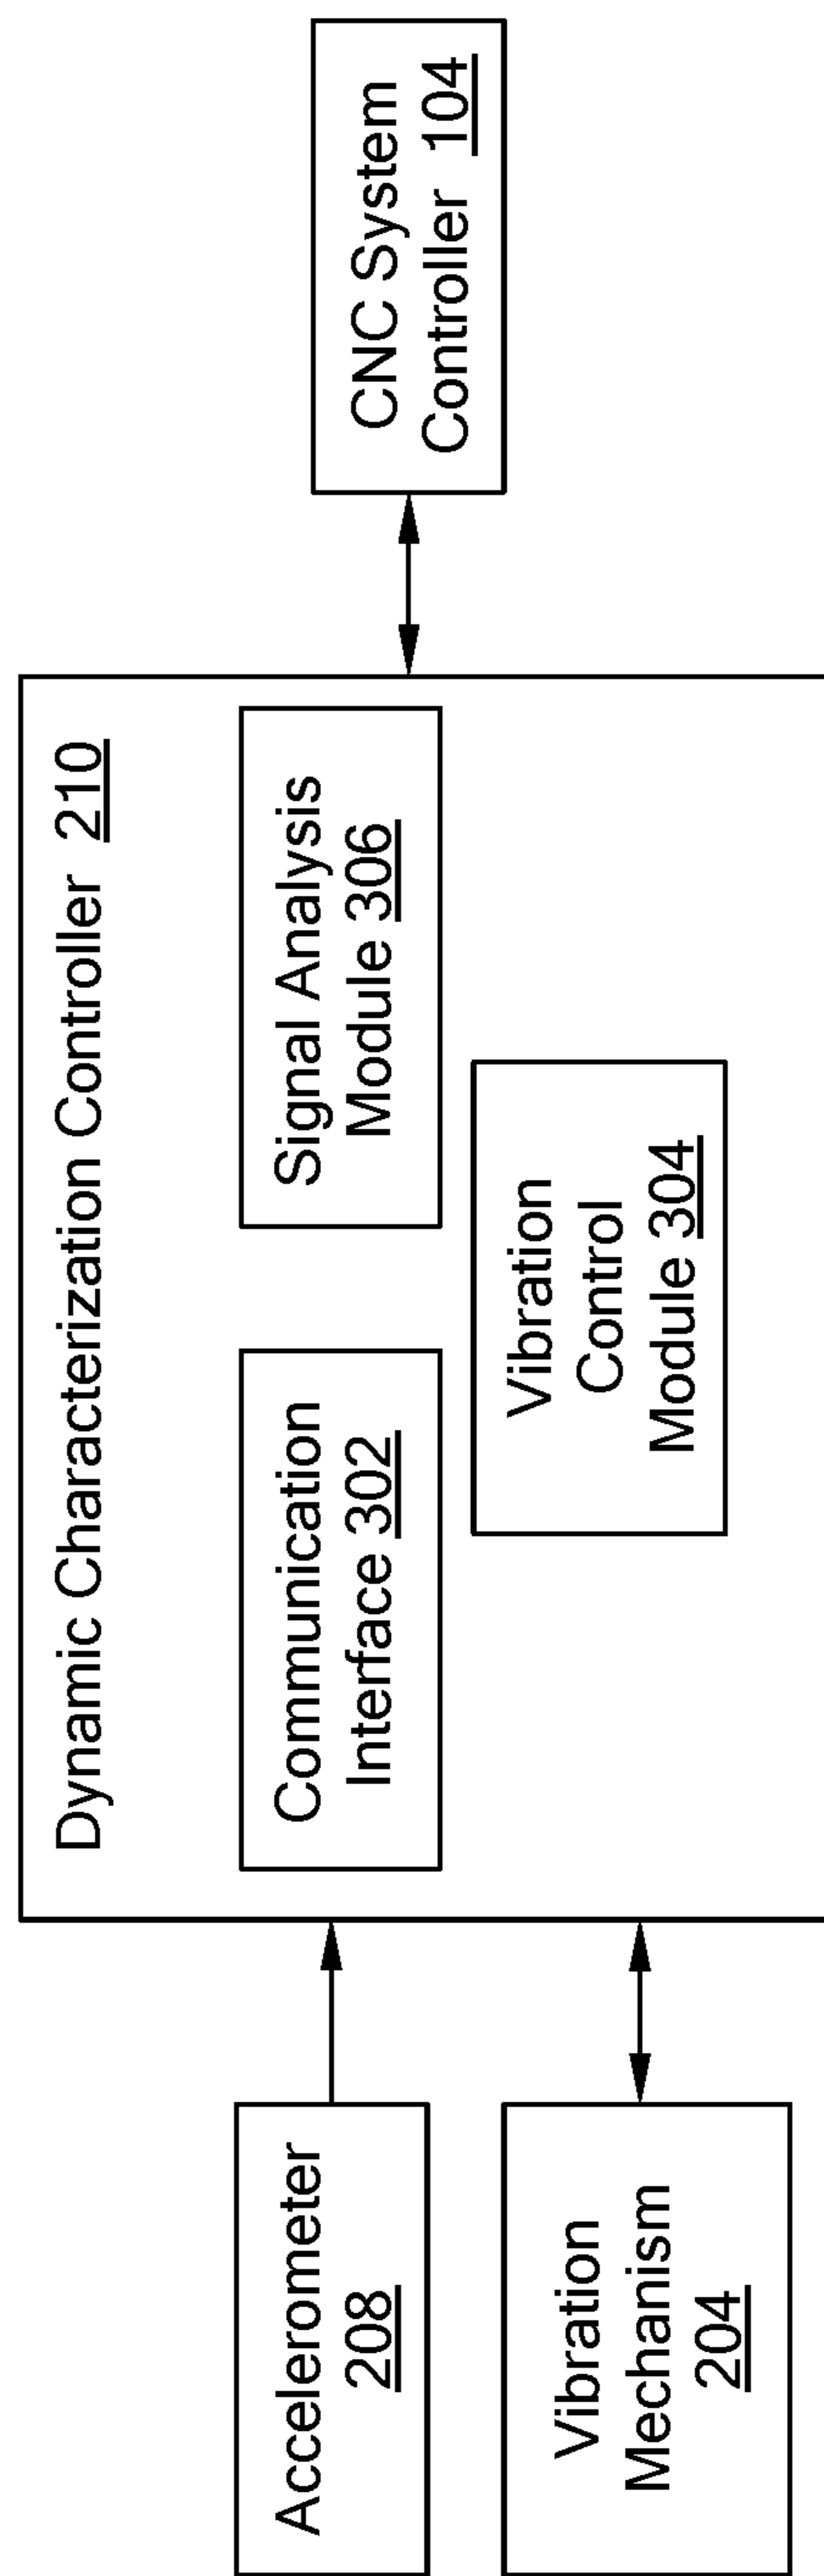 Dynamic Characterization Controller 210
Accelerometer
208
Vibration
Mechanism
204
Communication
Interface 302
Signal Analysis
Module 306
Vibration
Control
Module 304
CNC System
Controller 104